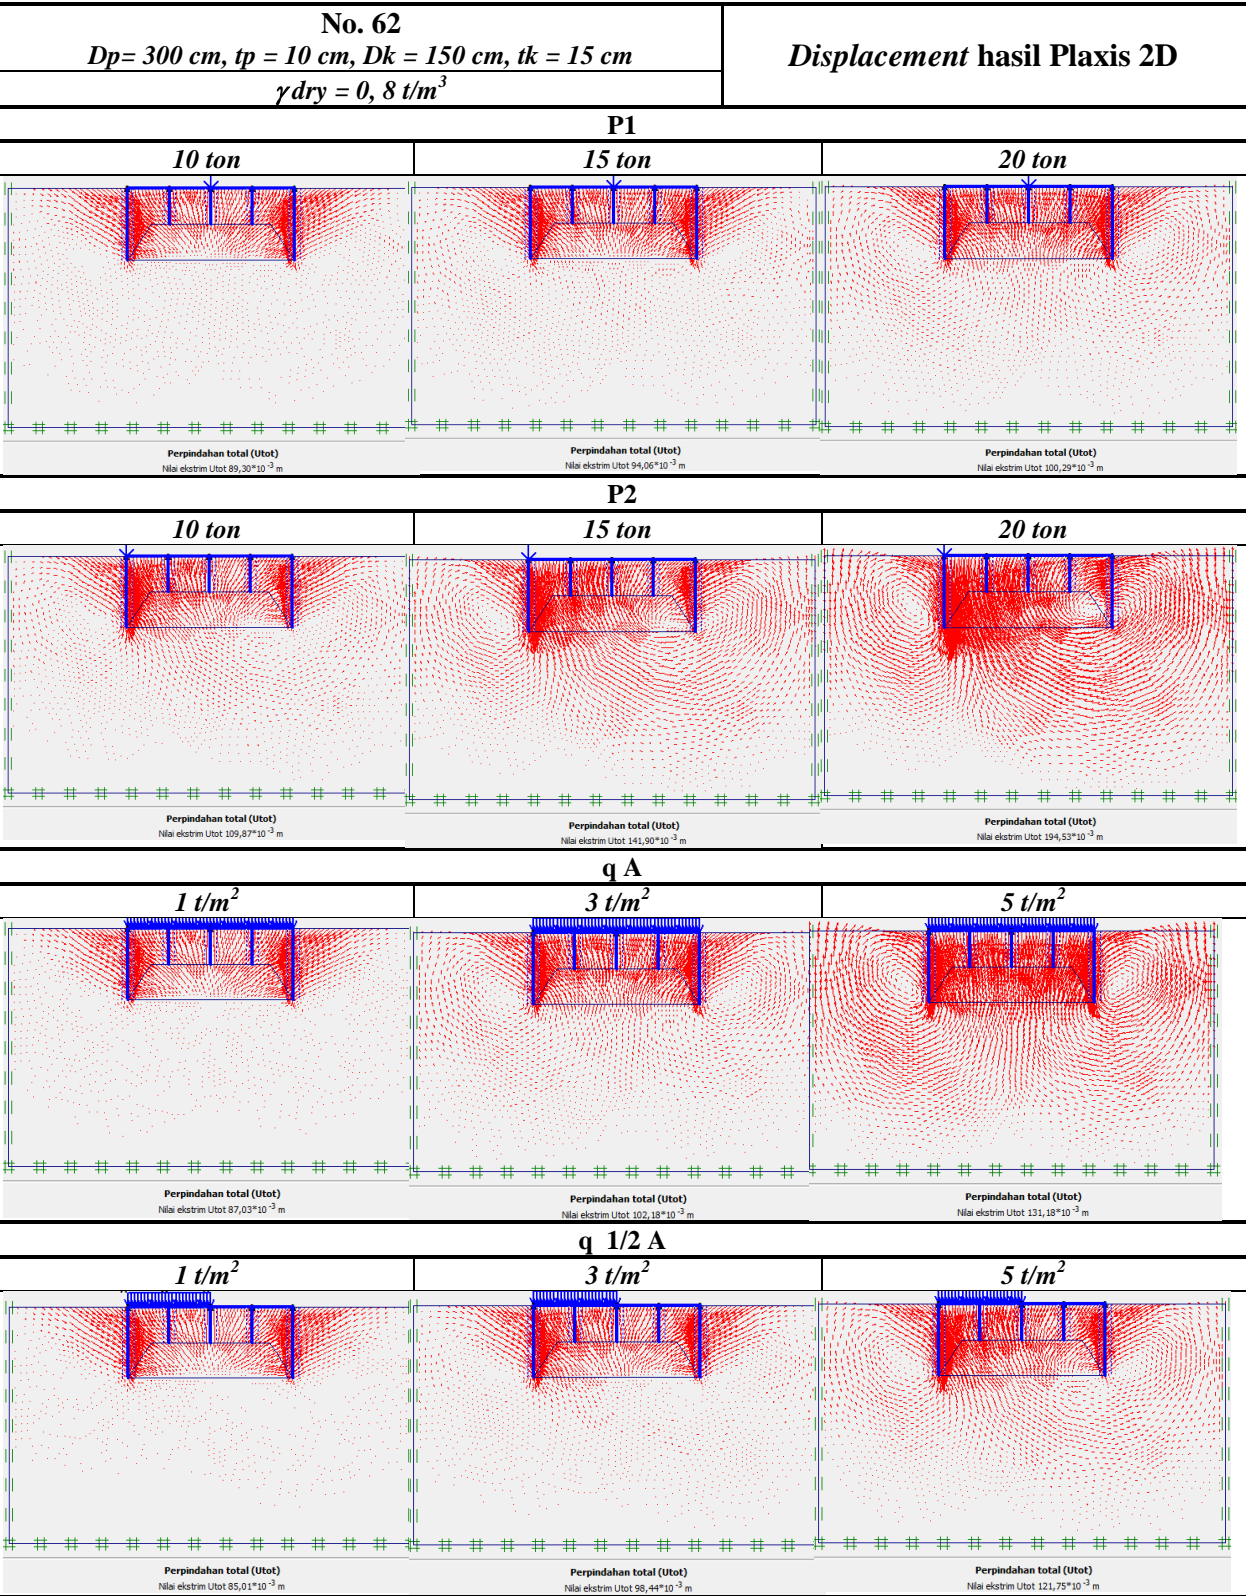 No. 62
Dp= 300 cm, tp = 10 cm, Dk = 150 cm, tk = 15 cm
γ dry = 0, 8 t/m³
Displacement hasil Plaxis 2D
P1
10 ton
15 ton
20 ton
Perpindahan total (Utot)
Nilai ekstrim Utot 89,30*10⁻³ m
Perpindahan total (Utot)
Nilai ekstrim Utot 94,06*10⁻³ m
Perpindahan total (Utot)
Nilai ekstrim Utot 100,29*10⁻³ m
P2
10 ton
15 ton
20 ton
Perpindahan total (Utot)
Nilai ekstrim Utot 109,87*10⁻³ m
Perpindahan total (Utot)
Nilai ekstrim Utot 141,90*10⁻³ m
Perpindahan total (Utot)
Nilai ekstrim Utot 194,53*10⁻³ m
q A
1 t/m²
3 t/m²
5 t/m²
Perpindahan total (Utot)
Nilai ekstrim Utot 87,03*10⁻³ m
Perpindahan total (Utot)
Nilai ekstrim Utot 102,18*10⁻³ m
Perpindahan total (Utot)
Nilai ekstrim Utot 131,18*10⁻³ m
q 1/2 A
1 t/m²
3 t/m²
5 t/m²
Perpindahan total (Utot)
Nilai ekstrim Utot 85,01*10⁻³ m
Perpindahan total (Utot)
Nilai ekstrim Utot 98,44*10⁻³ m
Perpindahan total (Utot)
Nilai ekstrim Utot 121,75*10⁻³ m